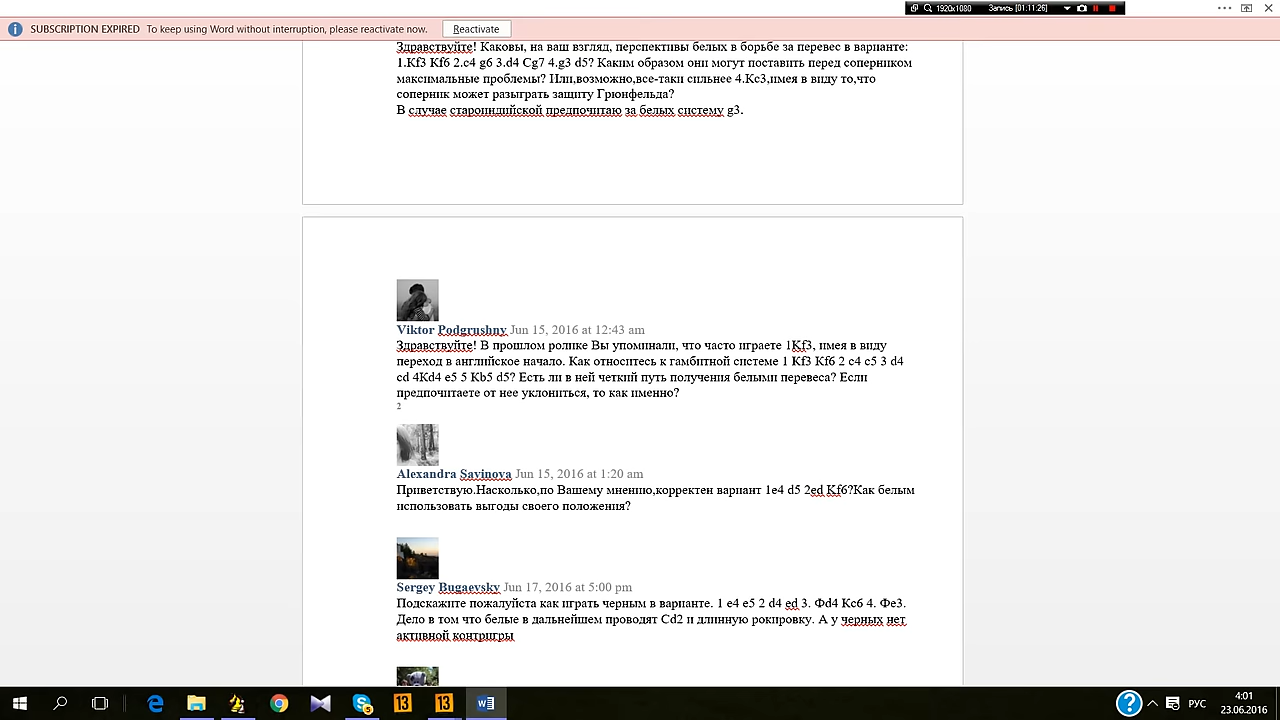 1920x1080 Запись [01:11:26]
SUBSCRIPTION EXPIRED To keep using Word without interruption, please reactivate now. Reactivate
Здравствуйте! Каковы, на ваш взгляд, перспективы белых в борьбе за перевес в варианте:
1.Kf3 Kf6 2.c4 g6 3.d4 Cg7 4.g3 d5? Каким образом они могут поставить перед соперником
максимальные проблемы? Или,возможно,все-таки сильнее 4.Kc3,имея в виду то,что
соперник может разыграть защиту Грюнфельда?
В случае староиндийской предпочитаю за белых систему g3.
Viktor Podgrushny Jun 15, 2016 at 12:43 am
Здравствуйте! В прошлом ролике Вы упоминали, что часто играете 1Kf3, имея в виду
переход в английское начало. Как относитесь к гамбитной системе 1 Kf3 Kf6 2 c4 c5 3 d4
cd 4Kd4 e5 5 Kb5 d5? Есть ли в ней четкий путь получения белыми перевеса? Если
предпочитаете от нее уклониться, то как именно?
2
Alexandra Savinova Jun 15, 2016 at 1:20 am
Приветствую.Насколько,по Вашему мнению,корректен вариант 1e4 d5 2ed Kf6?Как белым
использовать выгоды своего положения?
Sergey Bugaevsky Jun 17, 2016 at 5:00 pm
Подскажите пожалуйста как играть черным в варианте. 1 e4 e5 2 d4 ed 3. Фd4 Кс6 4. Фе3.
Дело в том что белые в дальнейшем проводят Cd2 и длинную рокировку. А у черных нет
активной контригры
5
13
13
РУС
4:01
23.06.2016